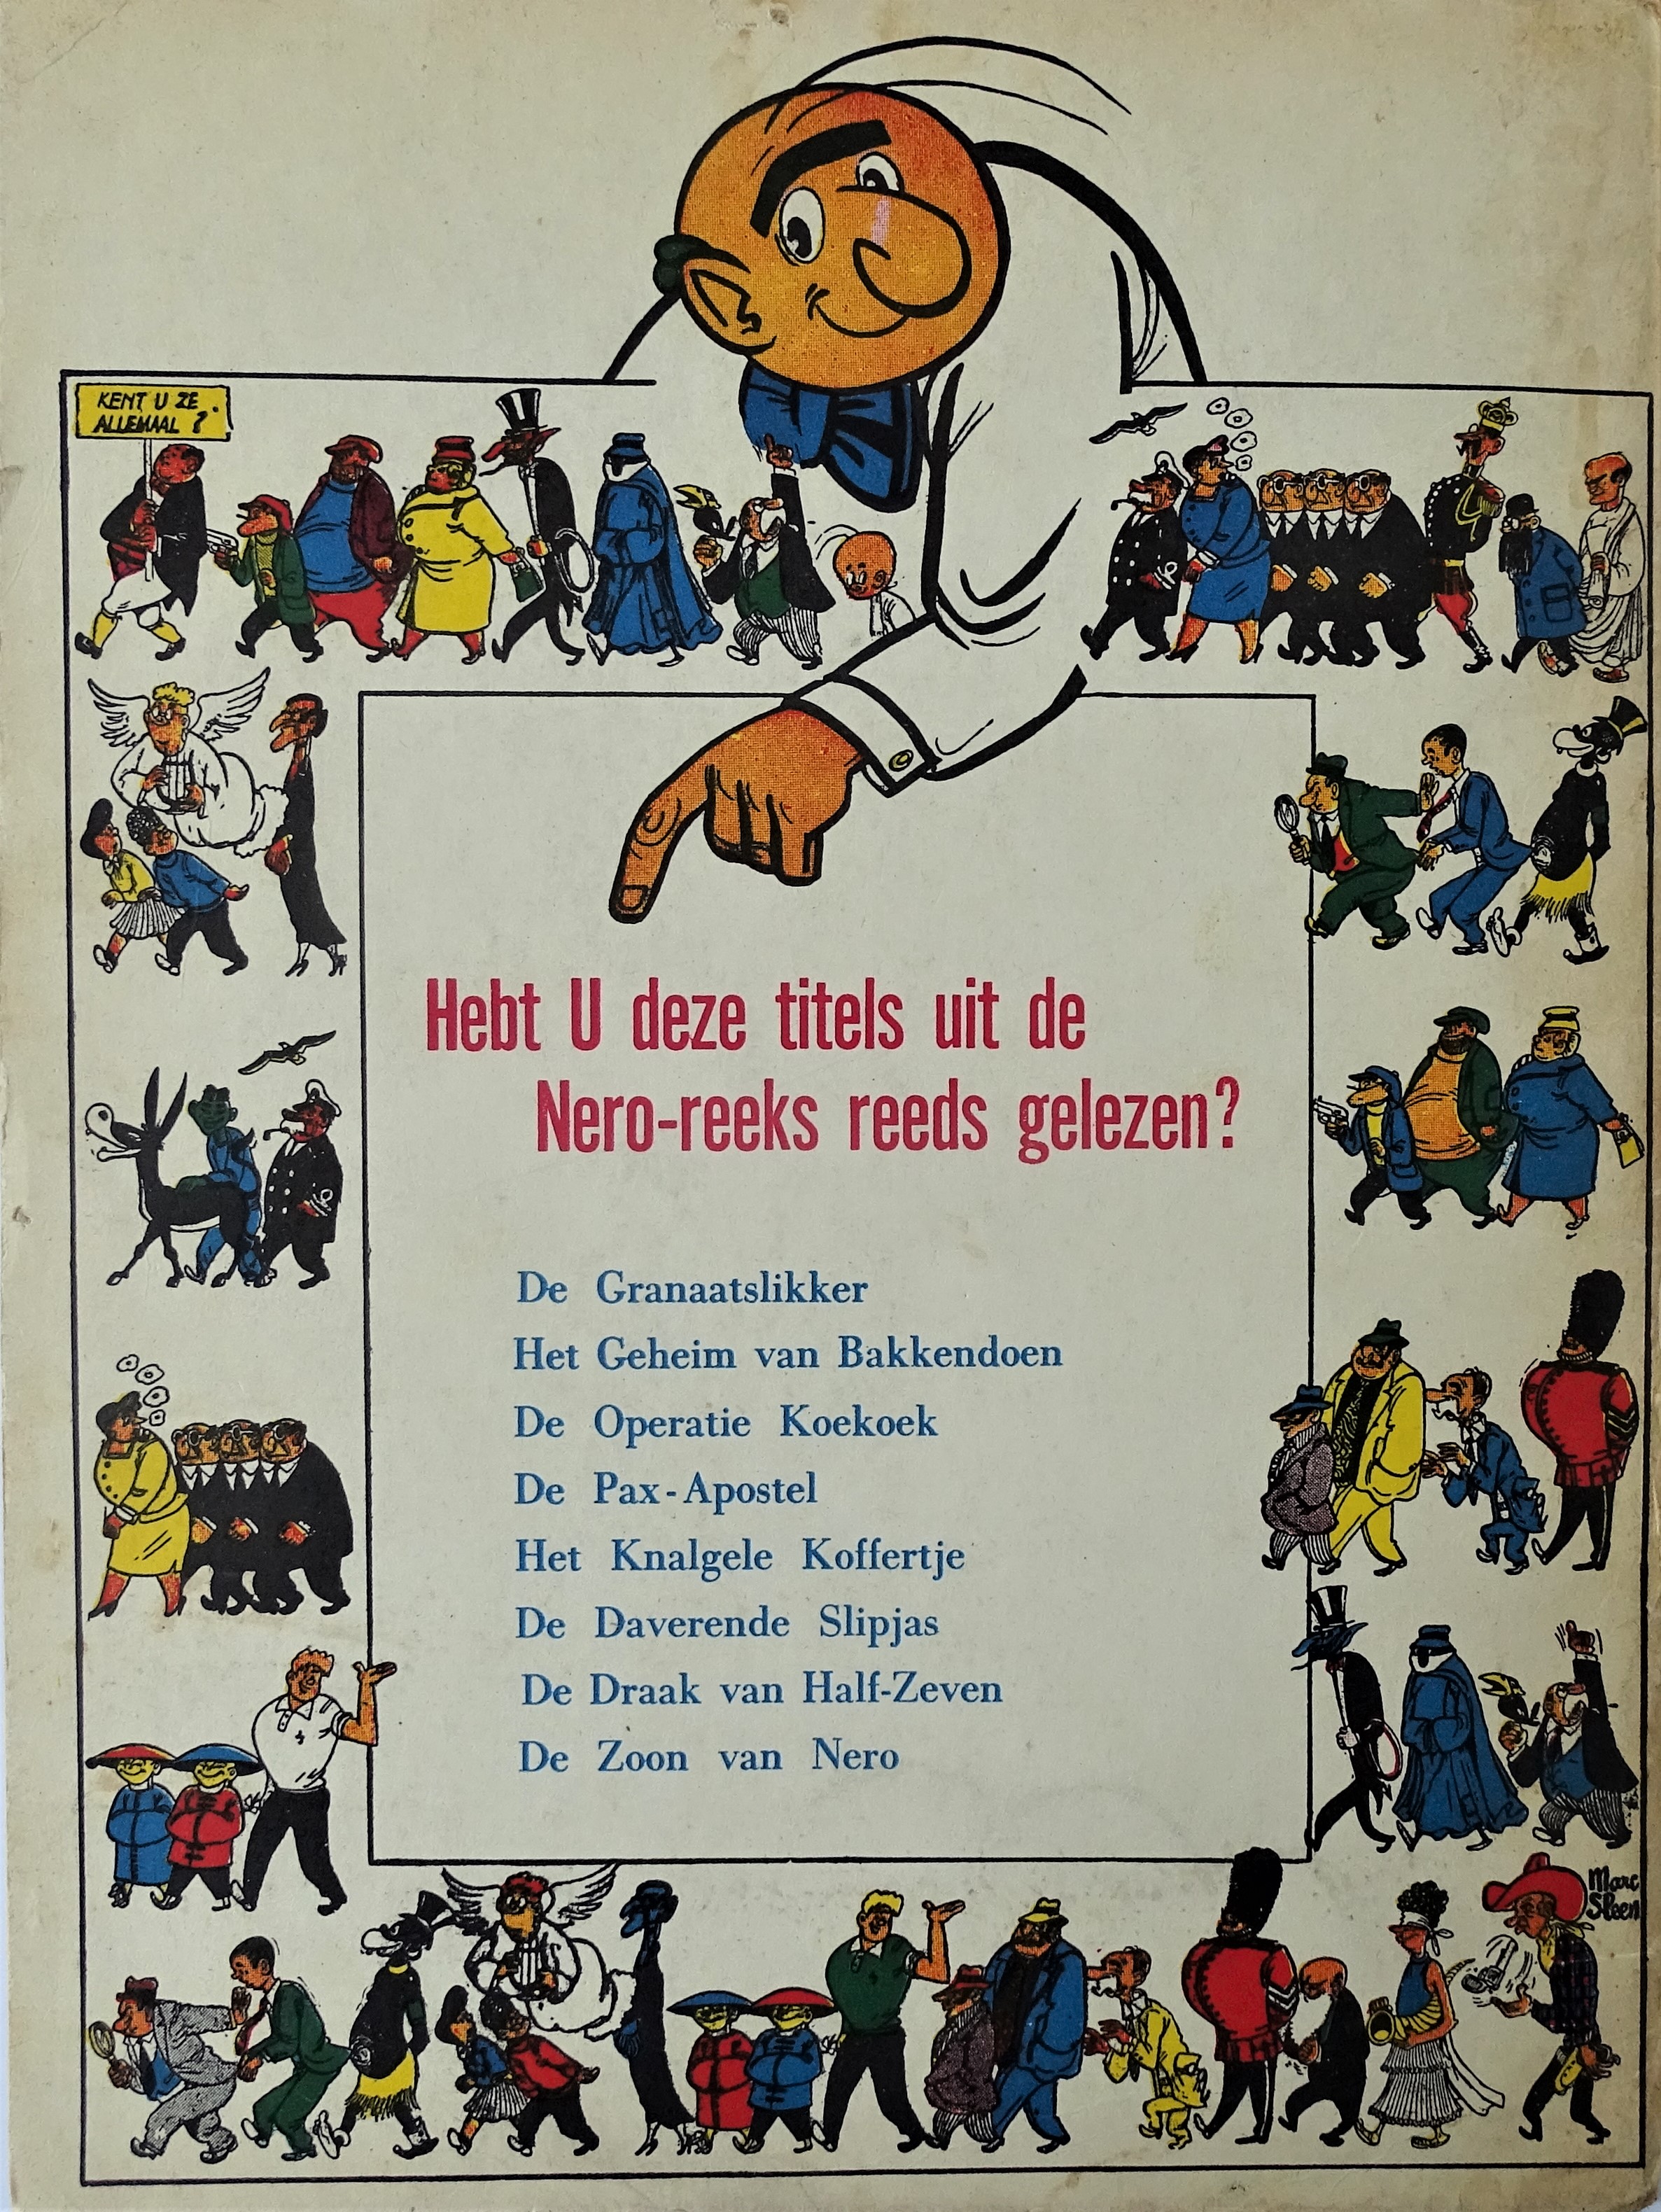 KENT U ZE
ALLEMAAL ?
Hebt U deze titels uit de
Nero-reeks reeds gelezen?
De Granaatslikker
Het Geheim van Bakkendoen
De Operatie Koekoek
De Pax-Apostel
Het Knalgele Koffertje
De Daverende Slipjas
De Draak van Half-Zeven
De Zoon van Nero
Marc
Sleen